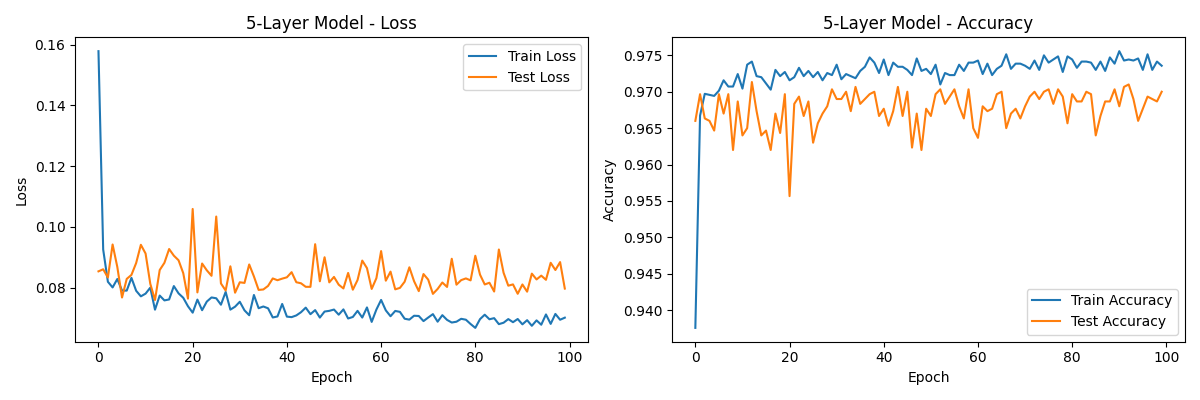 5-Layer Model - Loss
0.16
0.14
0.12
0.10
0.08
Loss
0
20
40
60
80
100
Epoch
Train Loss
Test Loss
5-Layer Model - Accuracy
0.975
0.970
0.965
0.960
0.955
0.950
0.945
0.940
Accuracy
0
20
40
60
80
100
Epoch
Train Accuracy
Test Accuracy